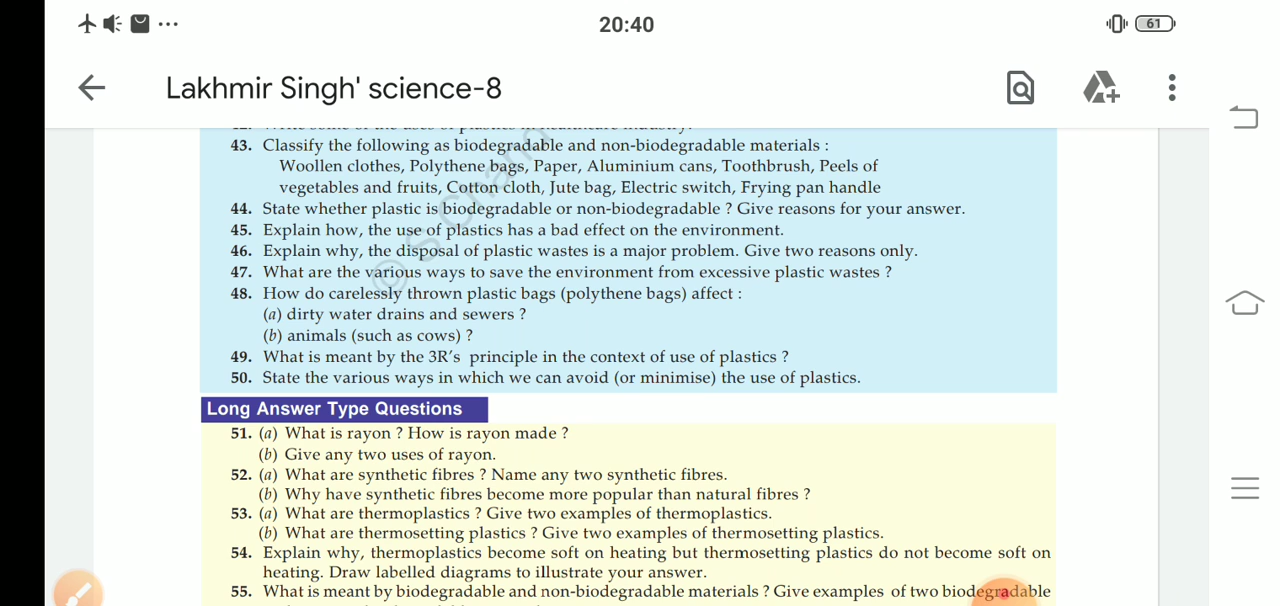 20:40
61
Lakhmir Singh' science-8
43. Classify the following as biodegradable and non-biodegradable materials :
Woollen clothes, Polythene bags, Paper, Aluminium cans, Toothbrush, Peels of
vegetables and fruits, Cotton cloth, Jute bag, Electric switch, Frying pan handle
44. State whether plastic is biodegradable or non-biodegradable ? Give reasons for your answer.
45. Explain how, the use of plastics has a bad effect on the environment.
46. Explain why, the disposal of plastic wastes is a major problem. Give two reasons only.
47. What are the various ways to save the environment from excessive plastic wastes ?
48. How do carelessly thrown plastic bags (polythene bags) affect :
(a) dirty water drains and sewers ?
(b) animals (such as cows) ?
49. What is meant by the 3R's principle in the context of use of plastics ?
50. State the various ways in which we can avoid (or minimise) the use of plastics.
Long Answer Type Questions
51. (a) What is rayon ? How is rayon made ?
(b) Give any two uses of rayon.
52. (a) What are synthetic fibres ? Name any two synthetic fibres.
(b) Why have synthetic fibres become more popular than natural fibres ?
53. (a) What are thermoplastics ? Give two examples of thermoplastics.
(b) What are thermosetting plastics ? Give two examples of thermosetting plastics.
54. Explain why, thermoplastics become soft on heating but thermosetting plastics do not become soft on
heating. Draw labelled diagrams to illustrate your answer.
55. What is meant by biodegradable and non-biodegradable materials ? Give examples of two biodegradable